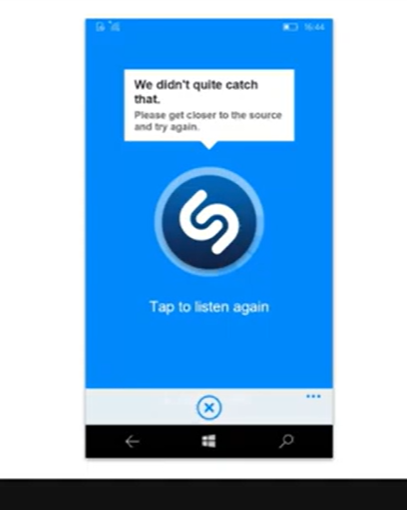 16:44
We didn't quite catch
that.
Please get closer to the source
and try again.
Tap to listen again